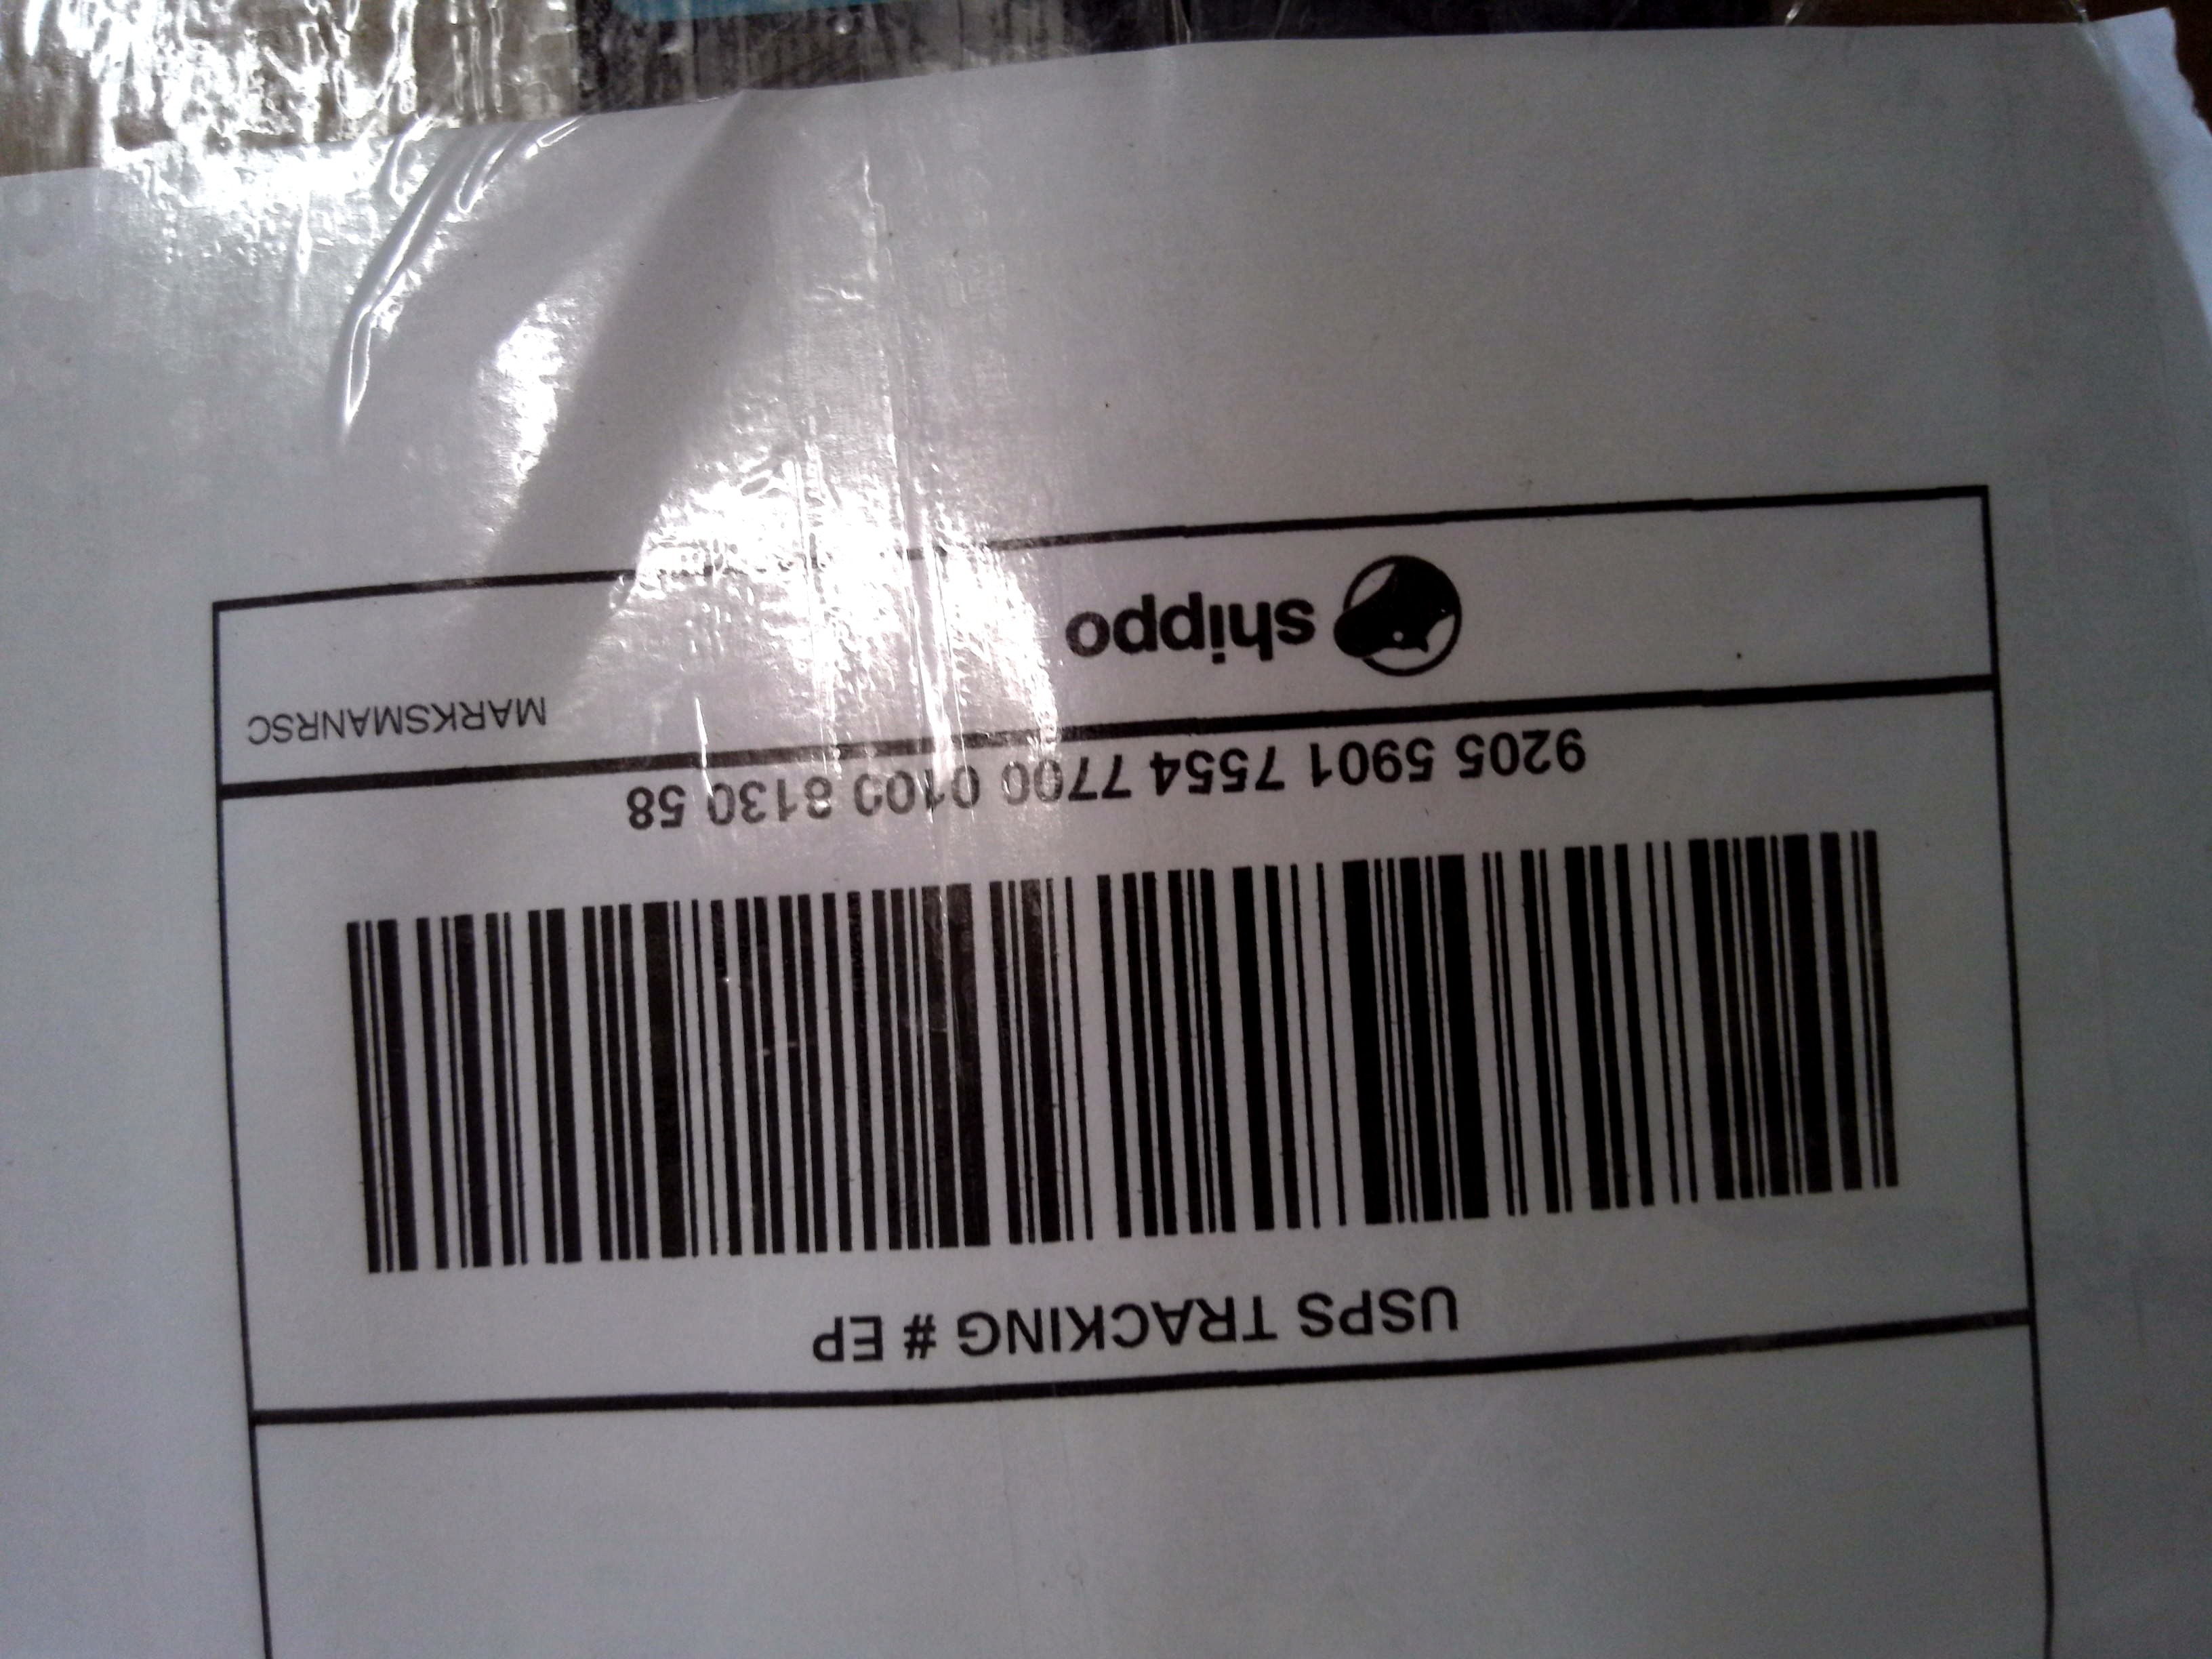 USPS TRACKING # EP
9205 5901 7554 7700 0100 8130 58
shippo
MARKSMANRSC